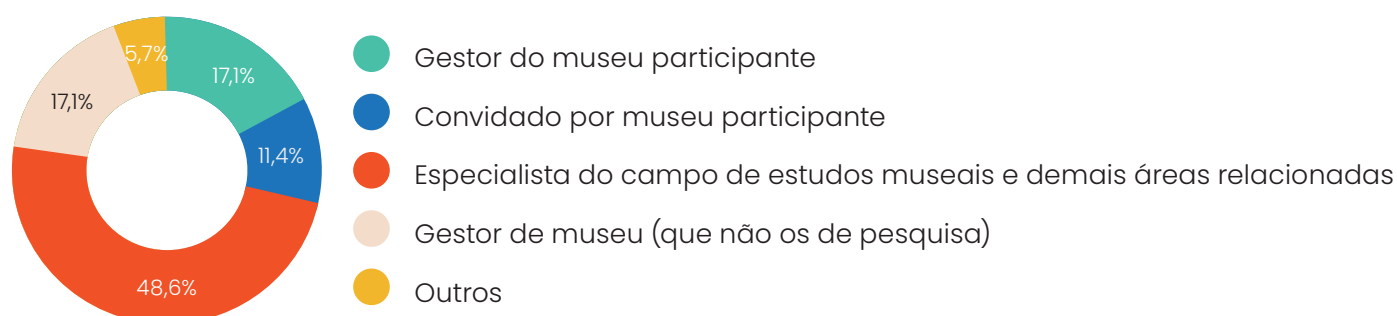 5,7%
17,1%
17,1%
11,4%
48,6%
Gestor do museu participante
Convidado por museu participante
Especialista do campo de estudos museais e demais áreas relacionadas
Gestor de museu (que não os de pesquisa)
Outros